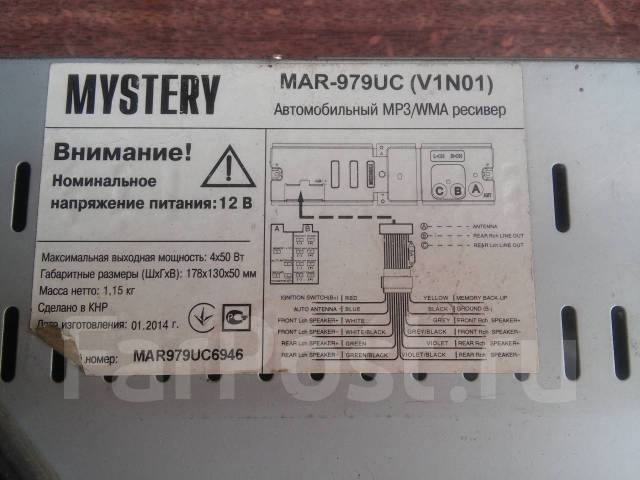 MYSTERY
MAR-979UC (V1N01)
Автомобильный MP3/WMA ресивер
Внимание!
Номинальное
напряжение питания: 12 В
Максимальная выходная мощность: 4x50 Вт
Габаритные размеры (ШхГхВ): 178x130x50 мм
Масса нетто: 1,15 кг
Сделано в КНР
Дата изготовления: 01.2014 г.
номер: MAR979UC6946
C B A ANT
A B
A ANTENNA
B REAR Rch LINE OUT
C REAR Lch LINE OUT
IGNITION SWITCH(B+) RED YELLOW MEMORY BACK-UP
AUTO ANTENNA BLUE BLACK GROUND (B-)
FRONT Lch SPEAKER+ WHITE GREY FRONT Rch SPEAKER+
FRONT Lch SPEAKER- WHITE/BLACK GREY/BLACK FRONT Rch SPEAKER-
REAR Lch SPEAKER+ GREEN VIOLET REAR Rch SPEAKER+
REAR Lch SPEAKER- GREEN/BLACK VIOLET/BLACK REAR Rch SPEAKER-
FarPost.ru